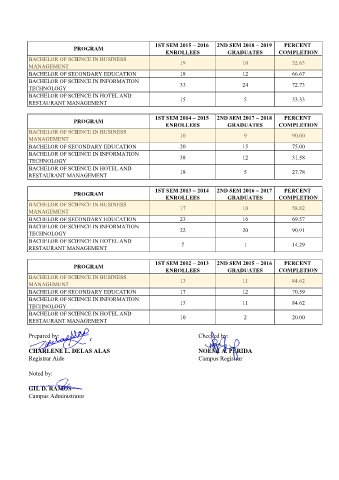 PROGRAM 1ST SEM 2015 – 2016 ENROLLEES 2ND SEM 2018 – 2019 GRADUATES PERCENT COMPLETION
BACHELOR OF SCIENCE IN BUSINESS MANAGEMENT 19 10 52.63
BACHELOR OF SECONDARY EDUCATION 18 12 66.67
BACHELOR OF SCIENCE IN INFORMATION TECHNOLOGY 33 24 72.73
BACHELOR OF SCIENCE IN HOTEL AND RESTAURANT MANAGEMENT 15 5 33.33
PROGRAM 1ST SEM 2014 – 2015 ENROLLEES 2ND SEM 2017 – 2018 GRADUATES PERCENT COMPLETION
BACHELOR OF SCIENCE IN BUSINESS MANAGEMENT 10 9 90.00
BACHELOR OF SECONDARY EDUCATION 20 15 75.00
BACHELOR OF SCIENCE IN INFORMATION TECHNOLOGY 38 12 31.58
BACHELOR OF SCIENCE IN HOTEL AND RESTAURANT MANAGEMENT 18 5 27.78
PROGRAM 1ST SEM 2013 – 2014 ENROLLEES 2ND SEM 2016 – 2017 GRADUATES PERCENT COMPLETION
BACHELOR OF SCIENCE IN BUSINESS MANAGEMENT 17 10 58.82
BACHELOR OF SECONDARY EDUCATION 23 16 69.57
BACHELOR OF SCIENCE IN INFORMATION TECHNOLOGY 22 20 90.91
BACHELOR OF SCIENCE IN HOTEL AND RESTAURANT MANAGEMENT 7 1 14.29
PROGRAM 1ST SEM 2012 – 2013 ENROLLEES 2ND SEM 2015 – 2016 GRADUATES PERCENT COMPLETION
BACHELOR OF SCIENCE IN BUSINESS MANAGEMENT 13 11 84.62
BACHELOR OF SECONDARY EDUCATION 17 12 70.59
BACHELOR OF SCIENCE IN INFORMATION TECHNOLOGY 13 11 84.62
BACHELOR OF SCIENCE IN HOTEL AND RESTAURANT MANAGEMENT 10 2 20.00
Prepared by: Checked by:
CHARLENE L. DELAS ALAS
Registrar Aide Campus Registrar
Noted by:
GIL D. RAMOS
Campus Administrator